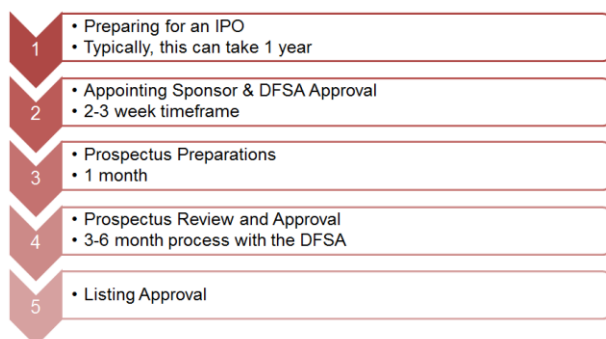 1
• Preparing for an IPO
• Typically, this can take 1 year
2
• Appointing Sponsor & DFSA Approval
• 2-3 week timeframe
3
• Prospectus Preparations
• 1 month
4
• Prospectus Review and Approval
• 3-6 month process with the DFSA
5
• Listing Approval